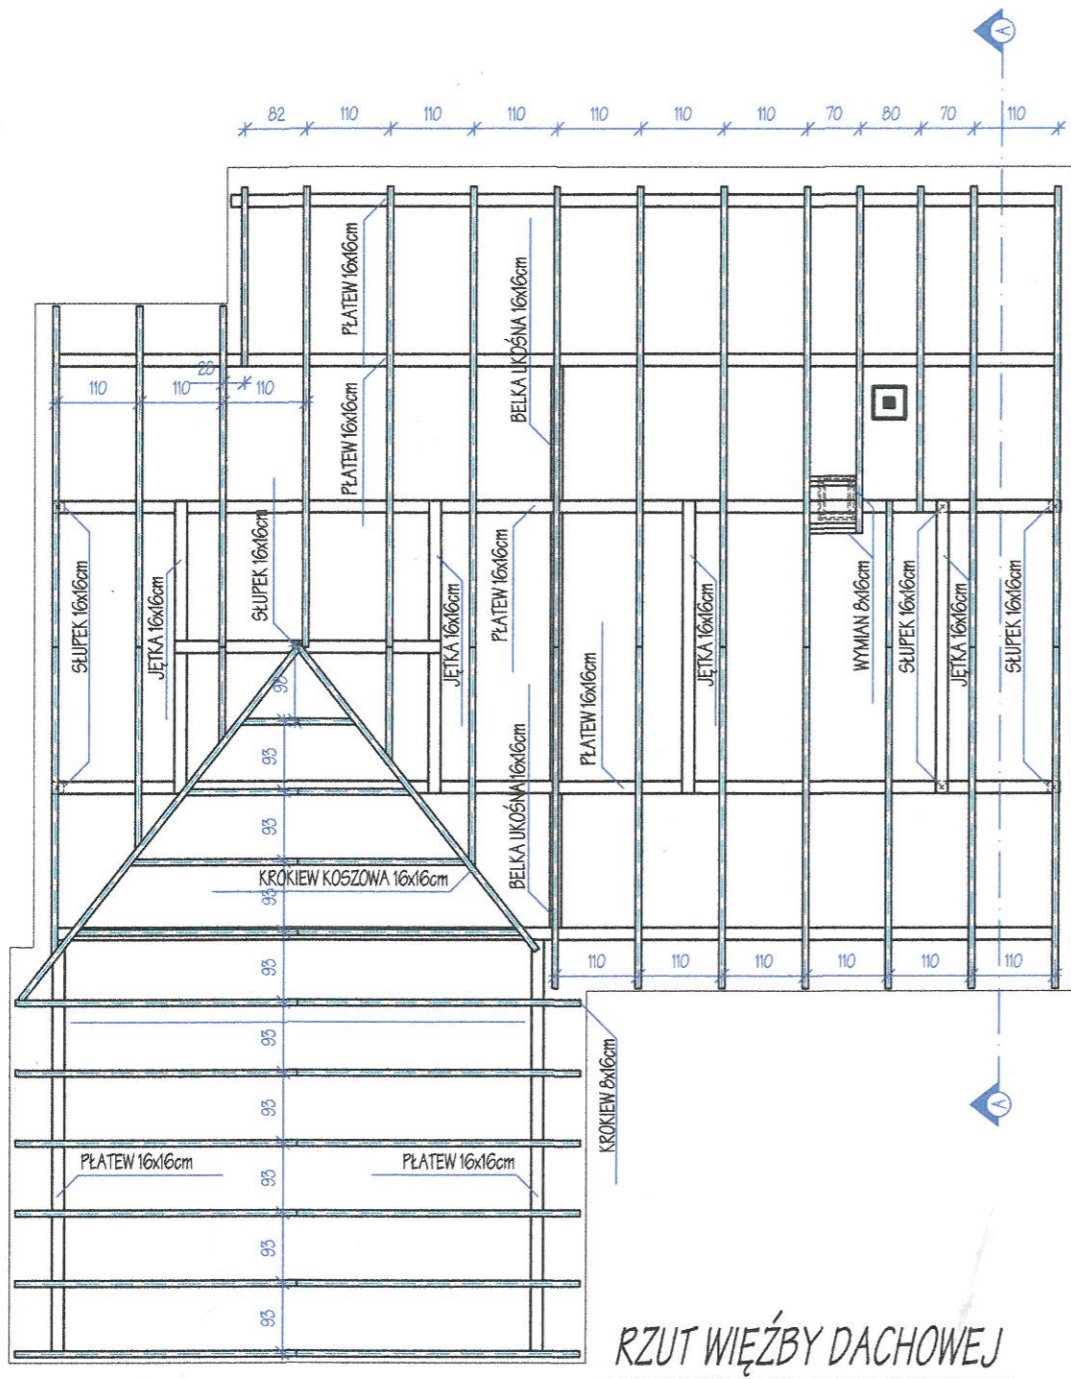 A
82 110 110 110 110 110 110 70 80 70 110
PŁATEW 16x16cm
BELKA UKOŚNA 16x16cm
28
110 110 110
PŁATEW 16x16cm
SŁUPEK 16x16cm
SŁUPEK 16x16cm
JĘTKA 16x16cm
JĘTKA 16x16cm
PŁATEW 16x16cm
JĘTKA 16x16cm
WYMIAN 8x16cm
SŁUPEK 16x16cm
JĘTKA 16x16cm
SŁUPEK 16x16cm
PŁATEW 16x16cm
BELKA UKOŚNA 16x16cm
93
93
KROKIEW KOSZOWA 16x16cm
93
93
110 110 110 110 110 110
93
KROKIEW 8x16cm
93
A
PŁATEW 16x16cm
PŁATEW 16x16cm
93
93
93
RZUT WIĘŹBY DACHOWEJ